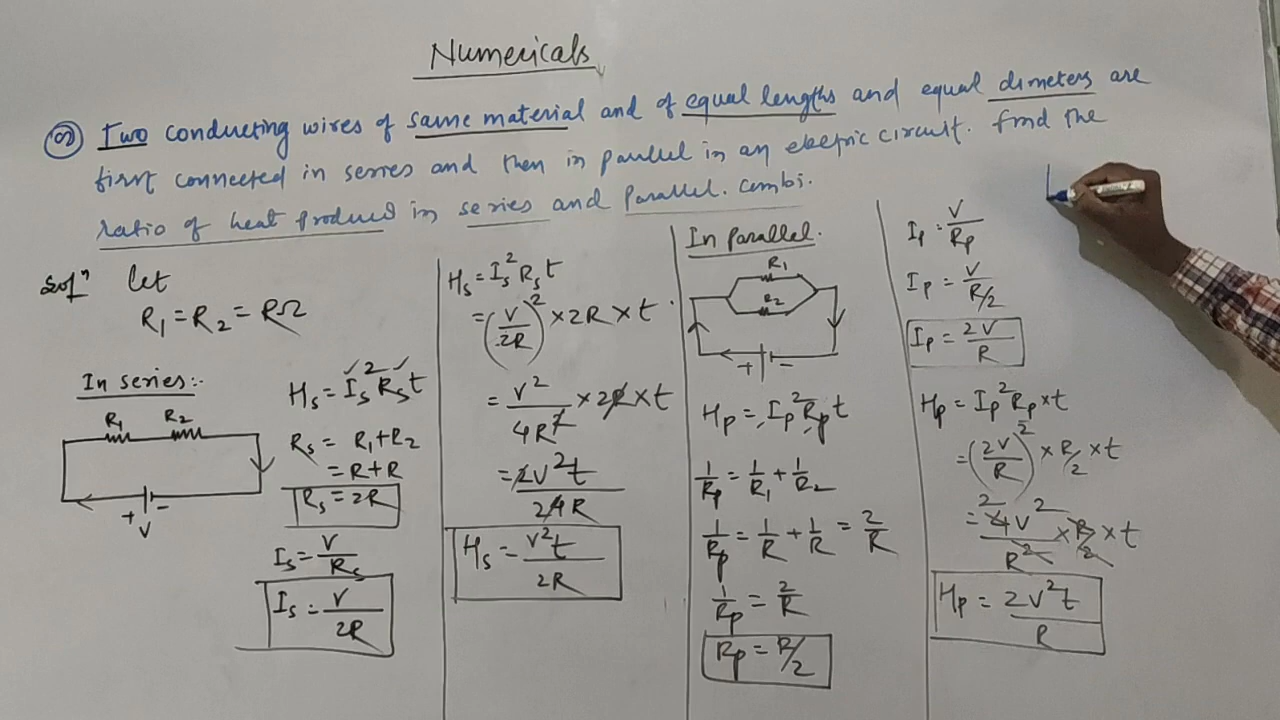 Numericals
Q) Two conducting wires of same material and of equal lengths and equal dimeters are
first connected in series and then in parallel in an electric circuit. Find the
ratio of heat produced in series and Parallel. Combi.
Solⁿ let
R₁ = R₂ = RΩ
In series:-
R₁ R₂
+ V -
Hs = Is² Rs t
Rs = R₁ + R₂
= R + R
Rs = 2R
Is = V/Rs
Is = V/2R
Hs = Is² Rs t
= (V/2R)² × 2R × t
= V²/4R² × 2R × t
= 2V²t/24R
Hs = V²t/2R
In Parallel.
R₁
R₂
+ -
Hp = Ip² Rp t
1/Rp = 1/R₁ + 1/R₂
1/Rp = 1/R + 1/R = 2/R
1/Rp = 2/R
Rp = R/2
Ip = V/Rp
Ip = V/R/2
Ip = 2V/R
Hp = Ip² Rp × t
= (2V/R)² × R/2 × t
= 24V²/R² × R/2 × t
Hp = 2V²t/R